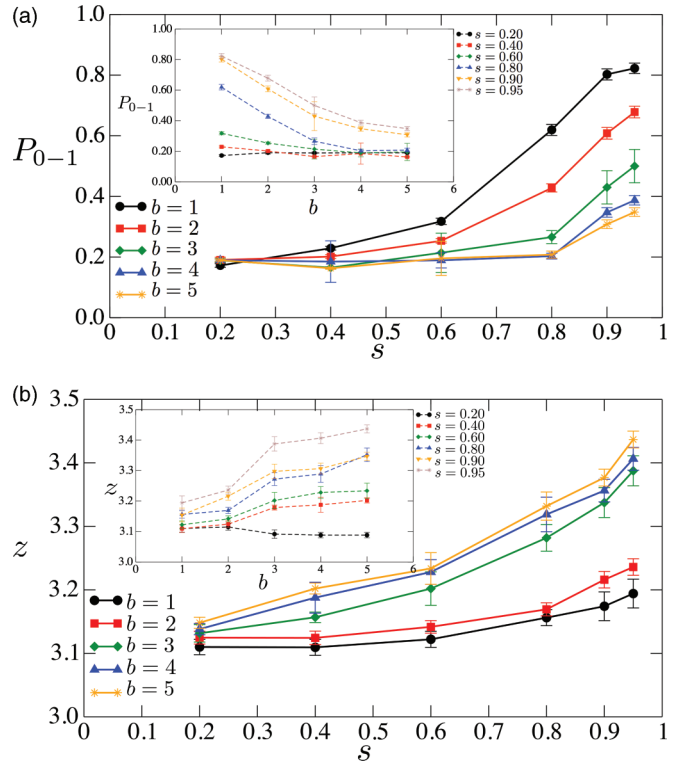 (a)
1.0
0.8
0.6
0.4
0.2
0.0
P0−1
0 0.1 0.2 0.3 0.4 0.5 0.6 0.7 0.8 0.9 1
s
b = 1
b = 2
b = 3
b = 4
b = 5
1.00
0.80
0.60
0.40
0.20
0.00
P0−1
0 1 2 3 4 5 6
b
s = 0.20
s = 0.40
s = 0.60
s = 0.80
s = 0.90
s = 0.95
(b)
3.5
3.4
3.3
3.2
3.1
3.0
z
0 0.1 0.2 0.3 0.4 0.5 0.6 0.7 0.8 0.9 1
s
b = 1
b = 2
b = 3
b = 4
b = 5
3.5
3.4
3.3
3.2
3.1
3.0
z
0 1 2 3 4 5 6
b
s = 0.20
s = 0.40
s = 0.60
s = 0.80
s = 0.90
s = 0.95